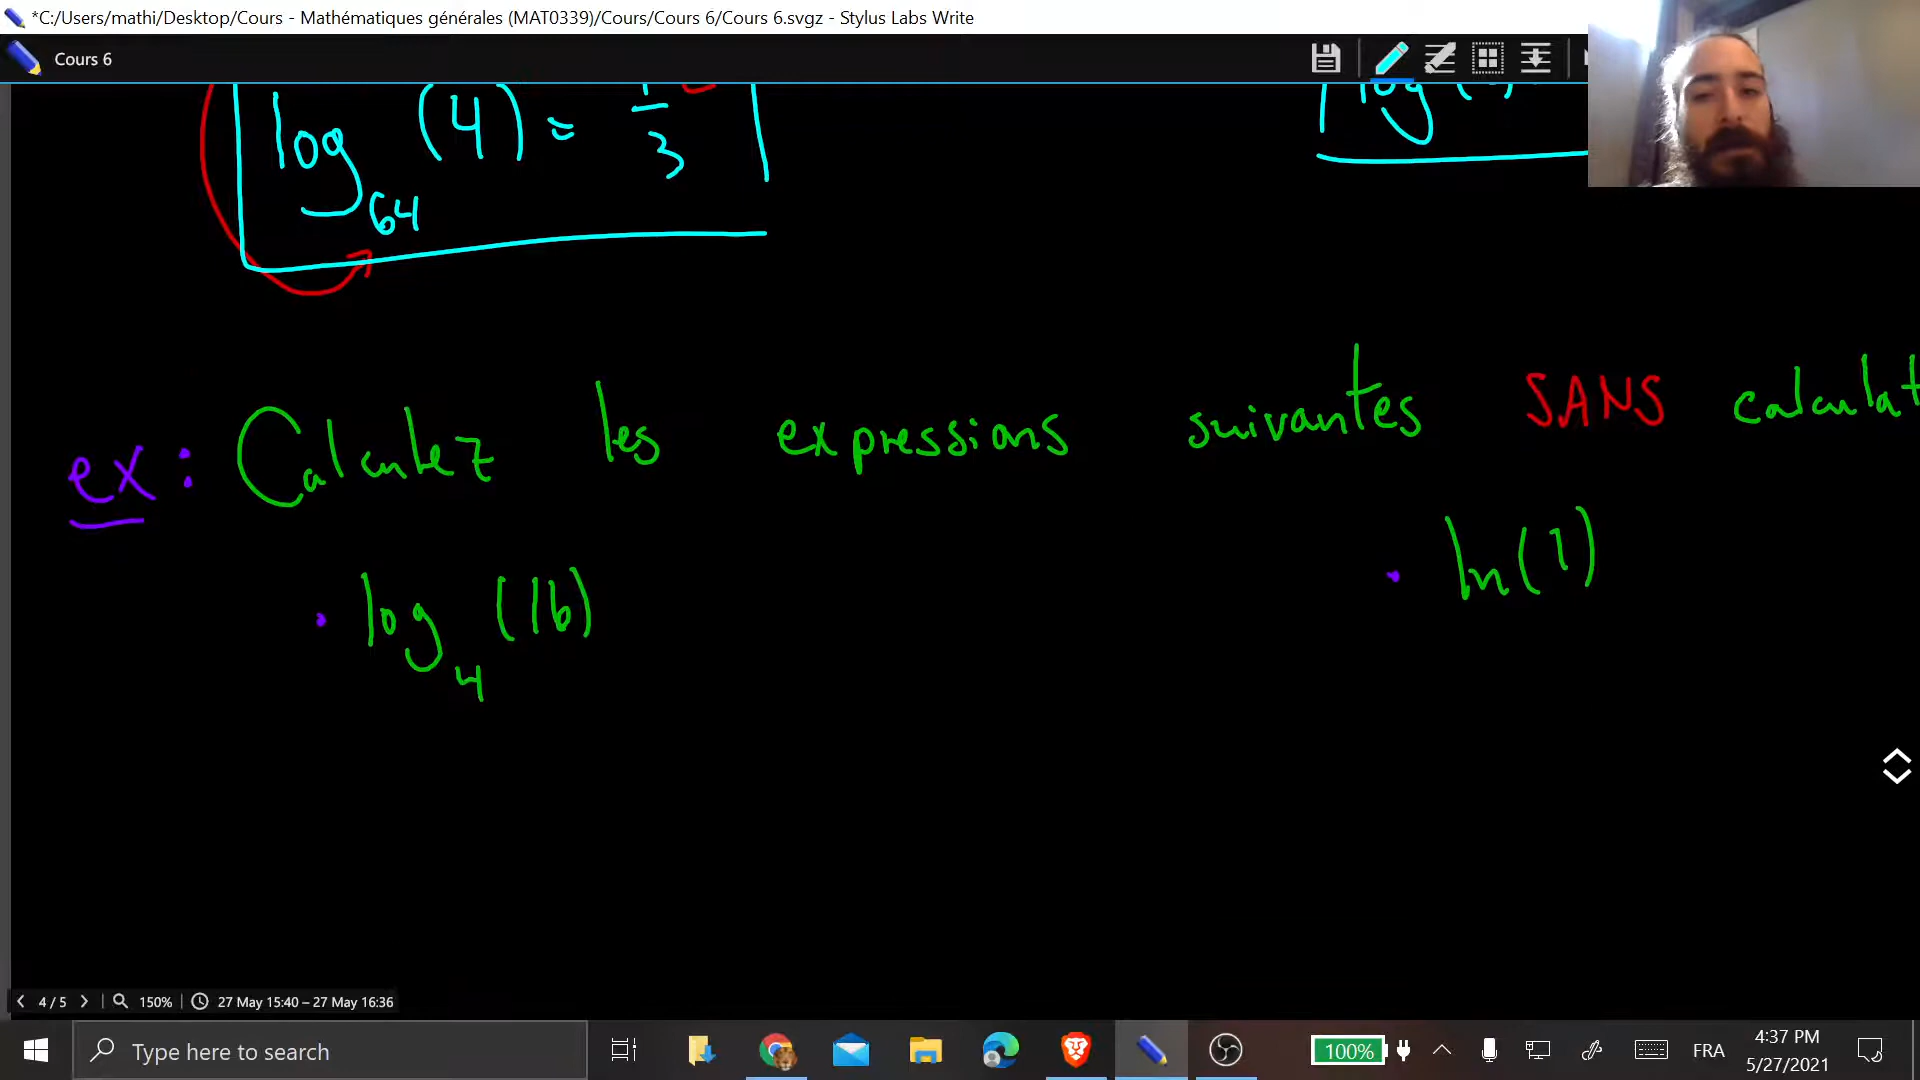 *C:/Users/mathi/Desktop/Cours - Mathématiques générales (MAT0339)/Cours/Cours 6/Cours 6.svgz - Stylus Labs Write
Cours 6
log₆₄ (4) = 1/3
log
ex : Calculez les expressions suivantes SANS calculat
• log₄ (16)
• ln(1)
4 / 5 150% 27 May 15:40 – 27 May 16:36
Type here to search
100% FRA 4:37 PM
5/27/2021